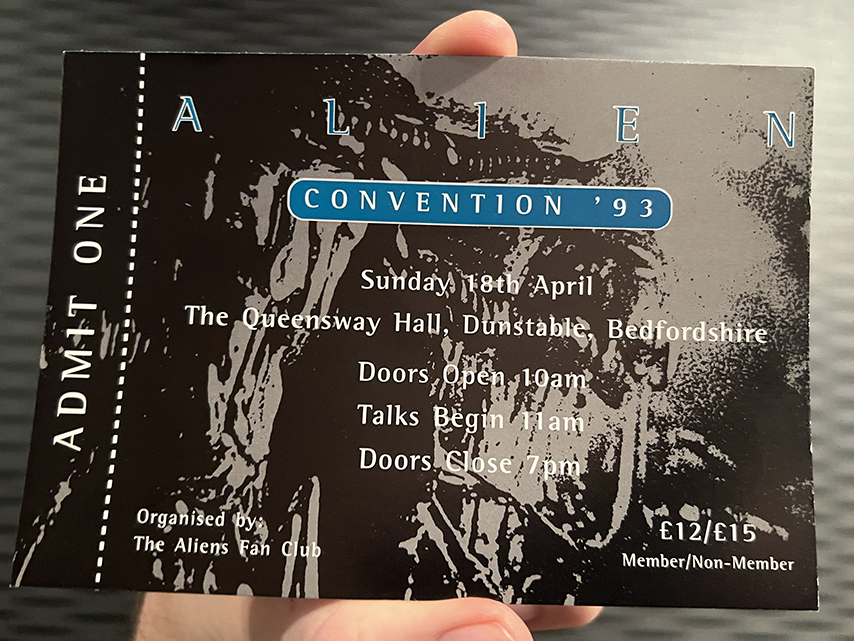 ADMIT ONE
A L I E N
CONVENTION '93
Sunday 18th April
The Queensway Hall, Dunstable, Bedfordshire
Doors Open 10am
Talks Begin 11am
Doors Close 7pm
Organised by:
The Aliens Fan Club
£12/£15
Member/Non-Member